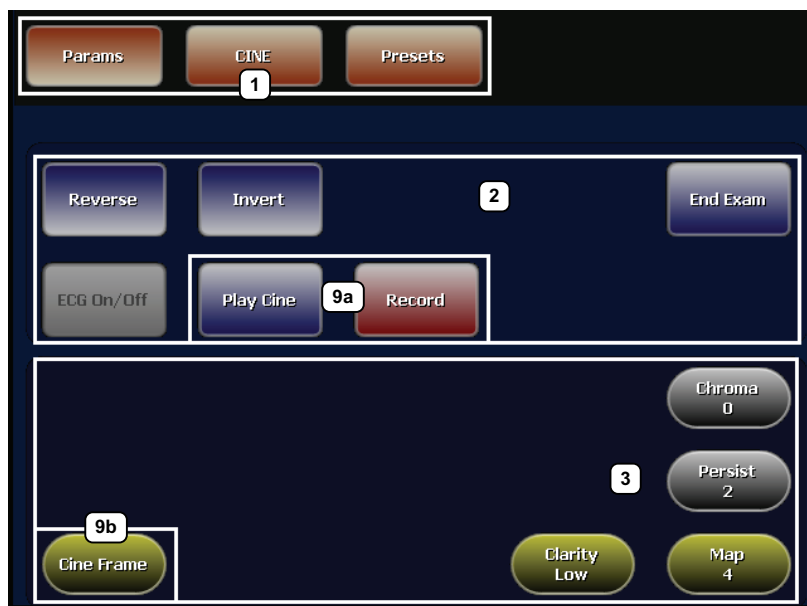 Params
CINE
Presets
1
Reverse
Invert
2
End Exam
ECG On/Off
Play Cine
9a
Record
Chroma
0
3
Persist
2
9b
Cine Frame
Clarity
Low
Map
4